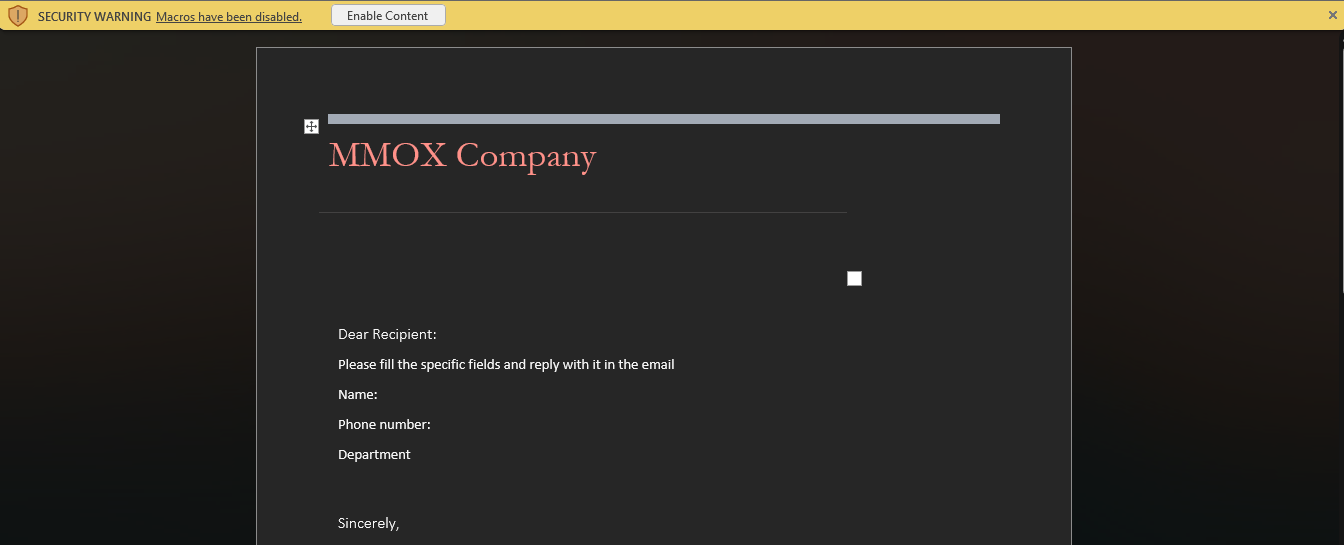 SECURITY WARNING Macros have been disabled. Enable Content
MMOX Company
Dear Recipient:
Please fill the specific fields and reply with it in the email
Name:
Phone number:
Department
Sincerely,